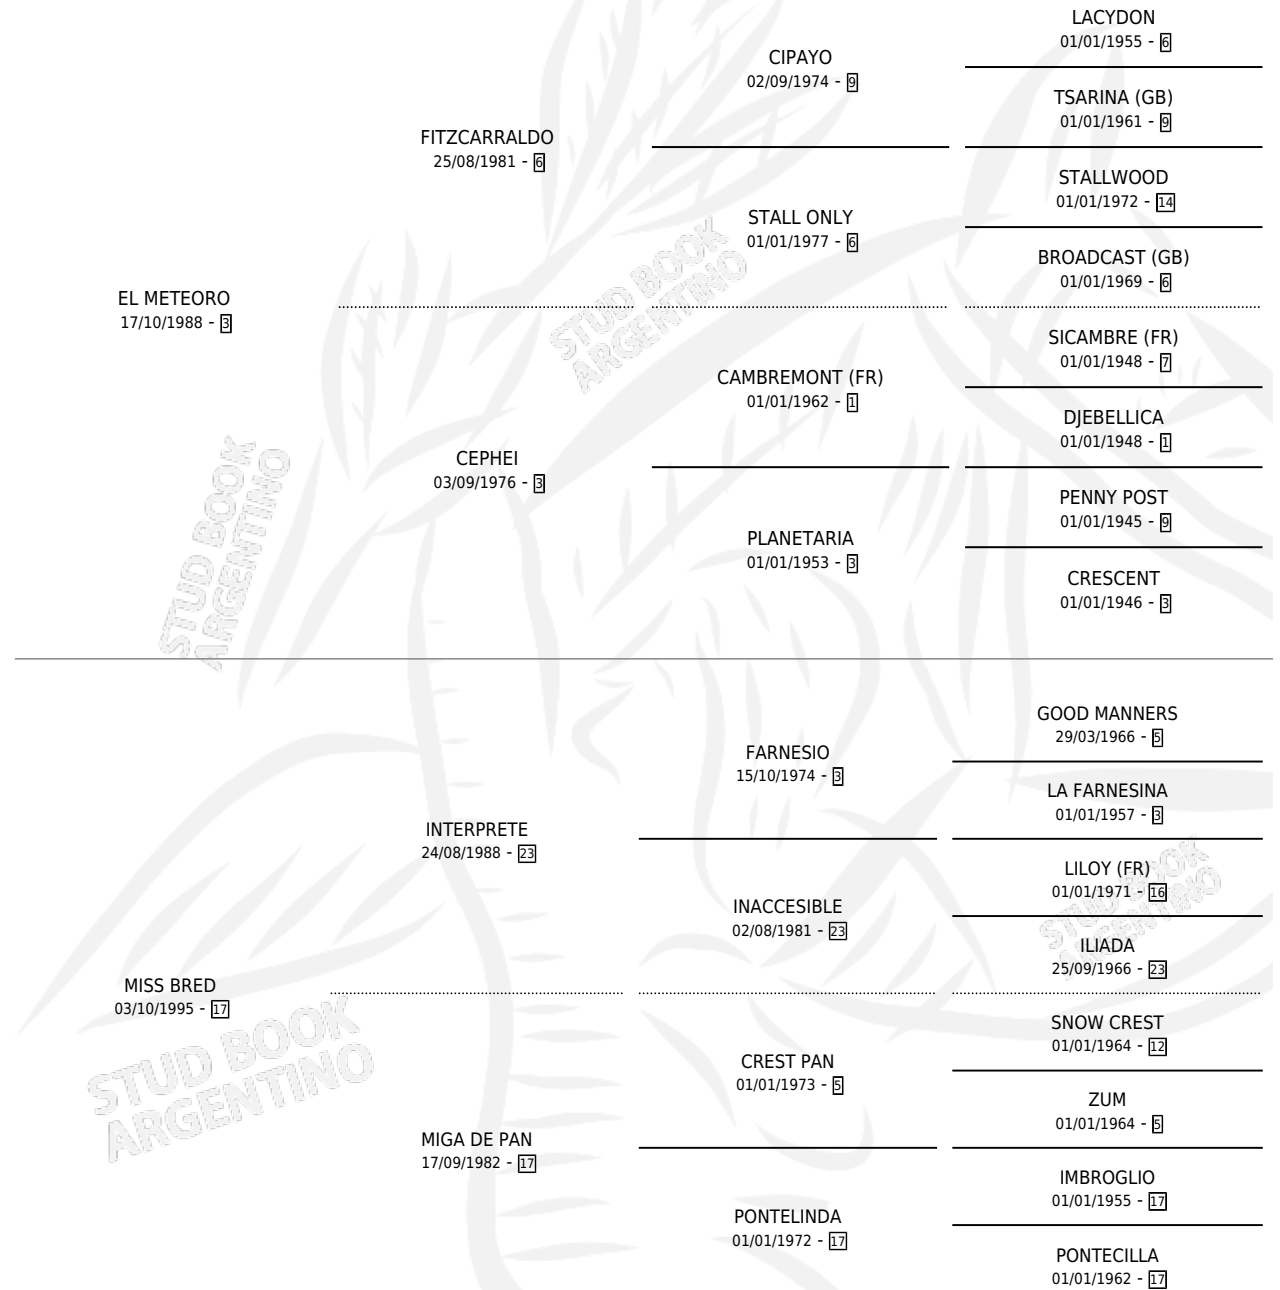 LACYDON
01/01/1955 - 6
CIPAYO
02/09/1974 - 9
TSARINA (GB)
01/01/1961 - 9
FITZCARRALDO
25/08/1981 - 6
STALLWOOD
01/01/1972 - 14
STALL ONLY
01/01/1977 - 6
BROADCAST (GB)
01/01/1969 - 6
EL METEORO
17/10/1988 - 3
STUD BOOK
ARGENTINO
SICAMBRE (FR)
01/01/1948 - 7
CAMBREMONT (FR)
01/01/1962 - 1
DJEBELLICA
01/01/1948 - 1
CEPHEI
03/09/1976 - 3
PENNY POST
01/01/1945 - 9
PLANETARIA
01/01/1953 - 3
CRESCENT
01/01/1946 - 3
STUD BOOK
ARGENTINO
GOOD MANNERS
29/03/1966 - 5
FARNESIO
15/10/1974 - 3
LA FARNESINA
01/01/1957 - 3
INTERPRETE
24/08/1988 - 23
LILOY (FR)
01/01/1971 - 16
INACCESIBLE
02/08/1981 - 23
ILIADA
25/09/1966 - 23
STUD BOOK
ARGENTINO
MISS BRED
03/10/1995 - 17
SNOW CREST
01/01/1964 - 12
CREST PAN
01/01/1973 - 5
ZUM
01/01/1964 - 5
STUD BOOK
ARGENTINO
MIGA DE PAN
17/09/1982 - 17
IMBROGLIO
01/01/1955 - 17
PONTELINDA
01/01/1972 - 17
PONTECILLA
01/01/1962 - 17